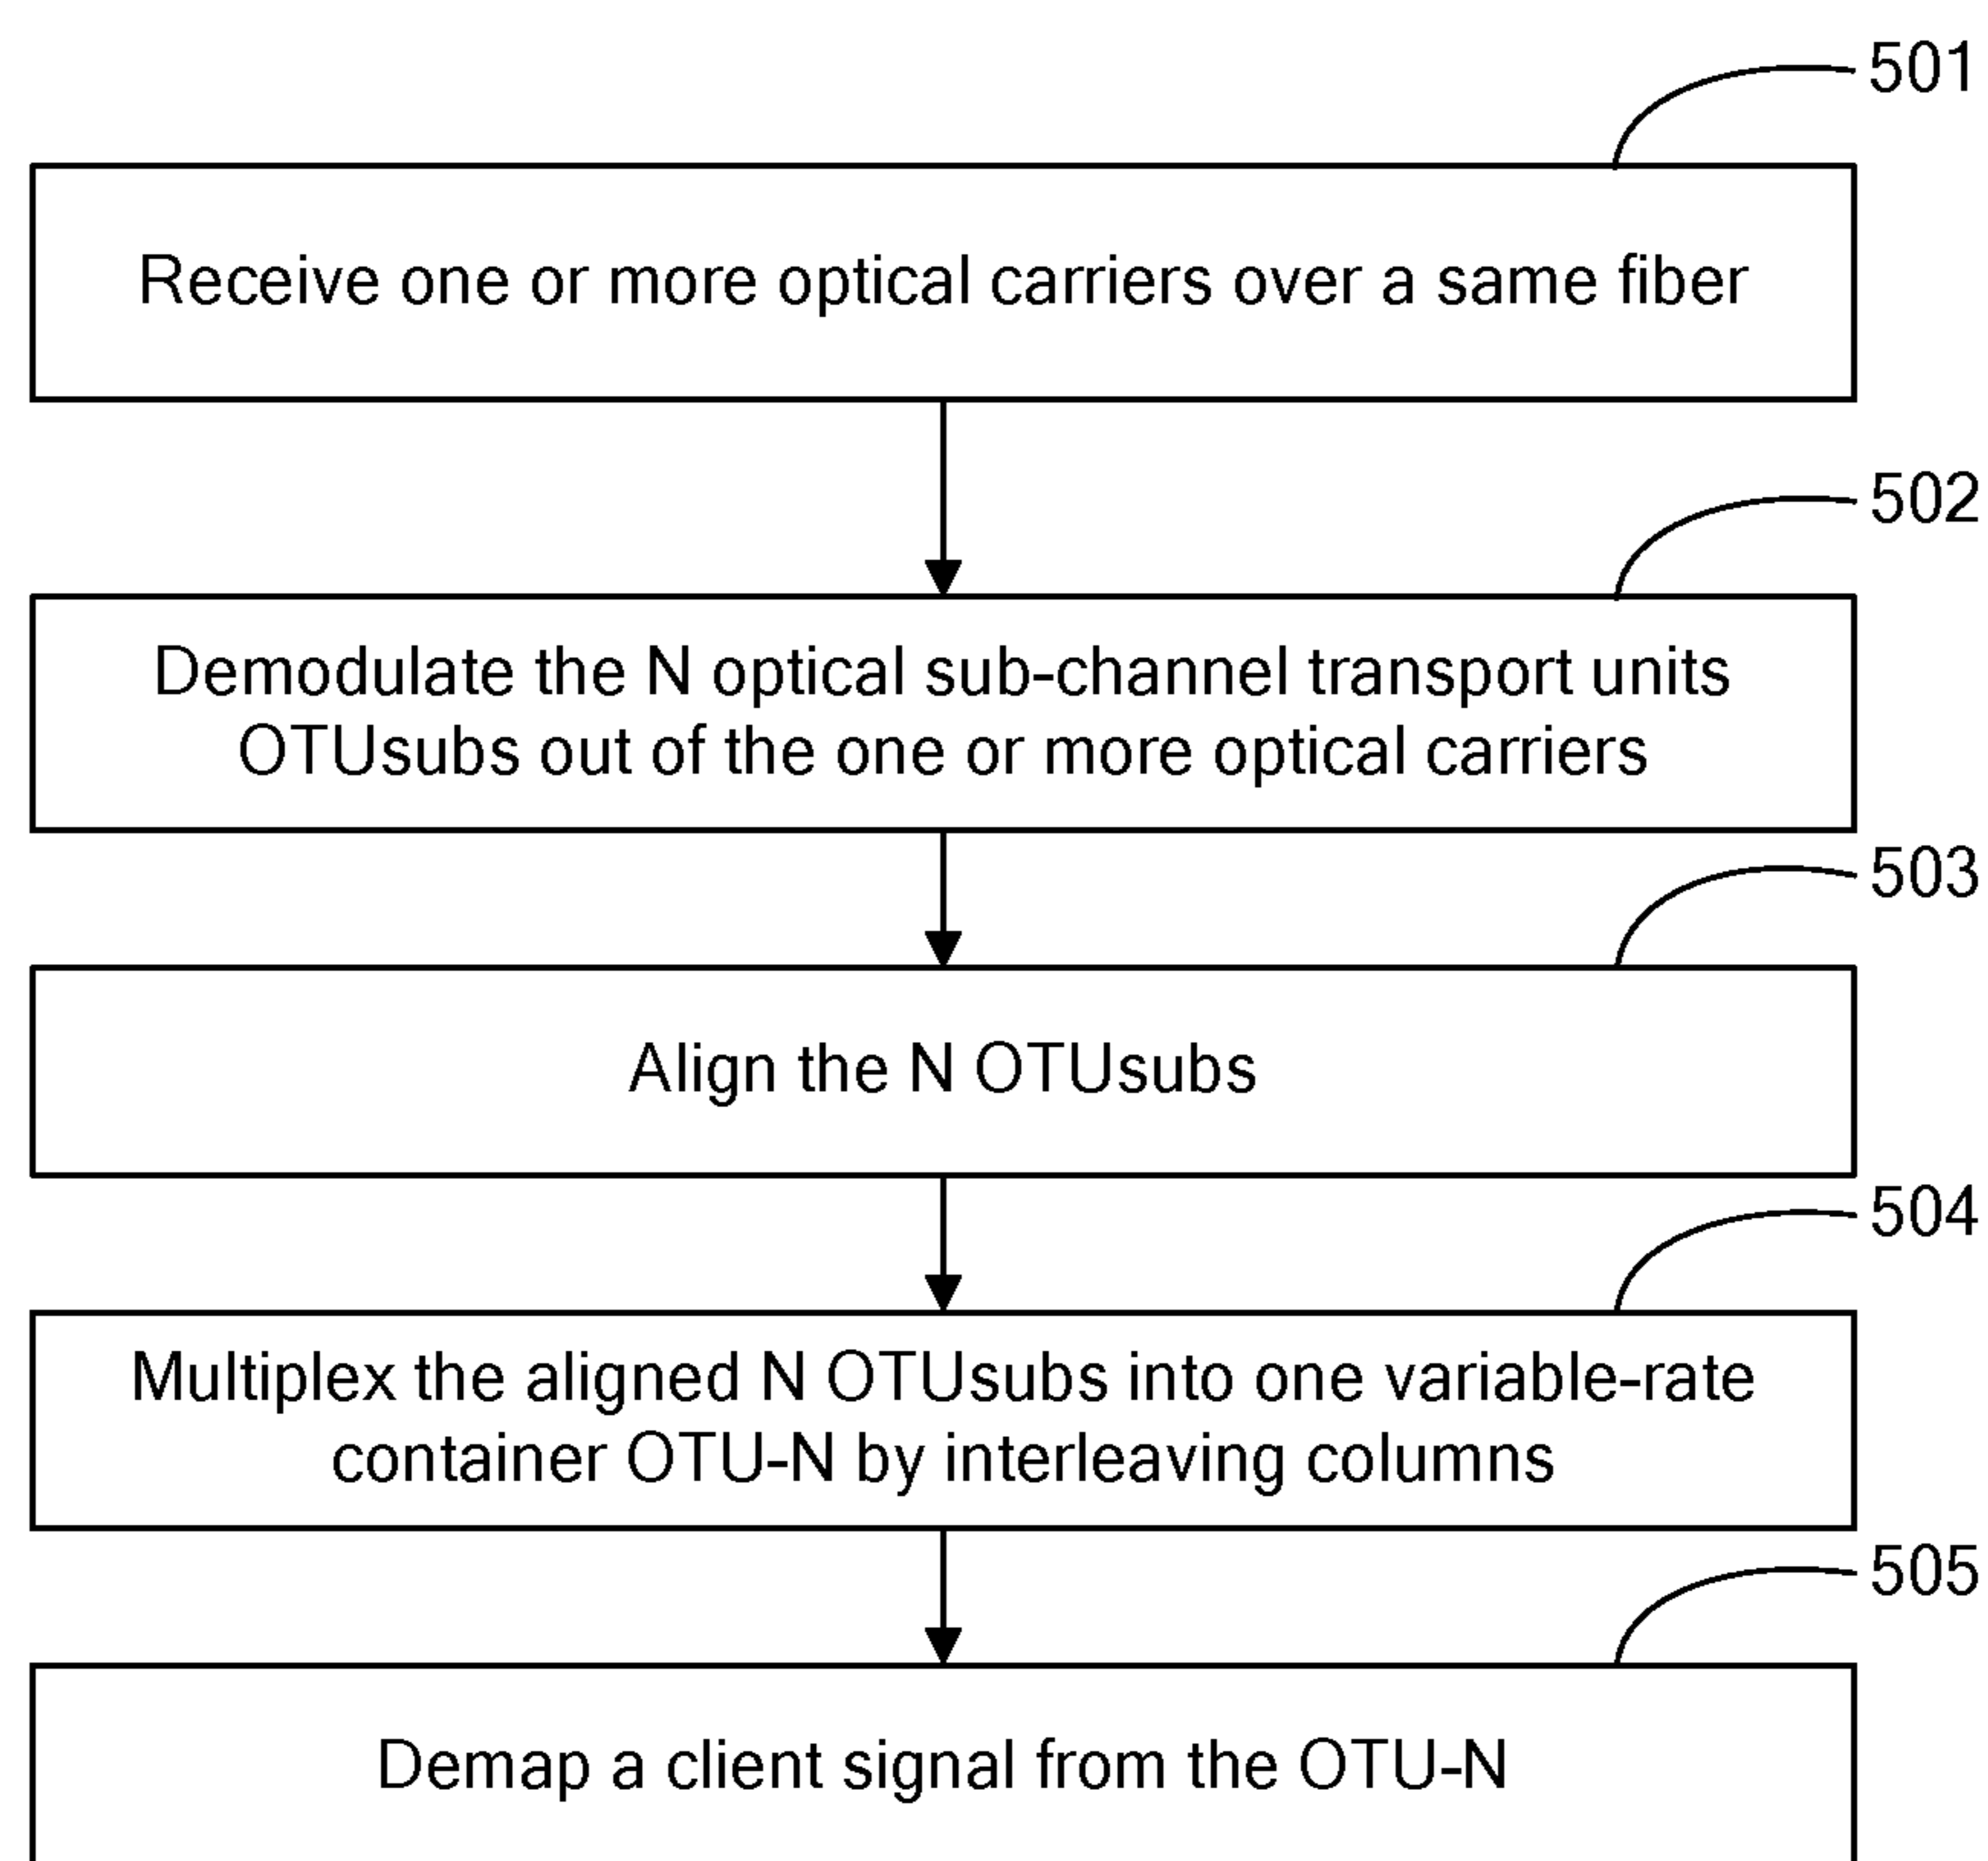 501
Receive one or more optical carriers over a same fiber
502
Demodulate the N optical sub-channel transport units
OTUsubs out of the one or more optical carriers
503
Align the N OTUsubs
504
Multiplex the aligned N OTUsubs into one variable-rate
container OTU-N by interleaving columns
505
Demap a client signal from the OTU-N